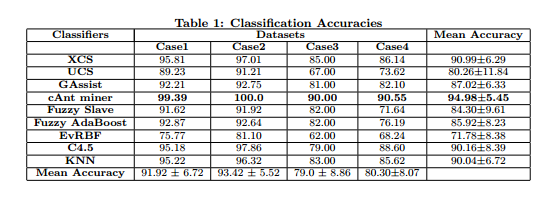 Table 1: Classification Accuracies
Classifiers Datasets Mean Accuracy
Case1 Case2 Case3 Case4
XCS 95.81 97.01 85.00 86.14 90.99±6.29
UCS 89.23 91.21 67.00 73.62 80.26±11.84
GAssist 92.21 92.75 81.00 82.10 87.02±6.33
cAnt miner 99.39 100.0 90.00 90.55 94.98±5.45
Fuzzy Slave 91.62 91.92 82.00 71.64 84.30±9.61
Fuzzy AdaBoost 92.87 92.64 82.00 76.19 85.92±8.23
EvRBF 75.77 81.10 62.00 68.24 71.78±8.38
C4.5 95.18 97.86 79.00 88.60 90.16±8.39
KNN 95.22 96.32 83.00 85.62 90.04±6.72
Mean Accuracy 91.92 ± 6.72 93.42 ± 5.52 79.0 ± 8.86 80.30±8.07